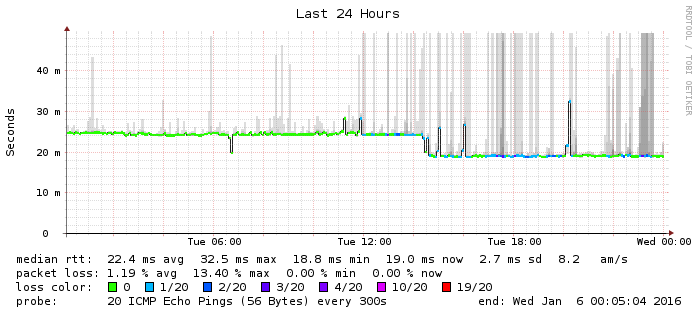 Last 24 Hours
RRDTOOL / TOBI OETIKER
Seconds
40 m
30 m
20 m
10 m
0
Tue 06:00 Tue 12:00 Tue 18:00 Wed 00:00
median rtt: 22.4 ms avg 32.5 ms max 18.8 ms min 19.0 ms now 2.7 ms sd 8.2 am/s
packet loss: 1.19 % avg 13.40 % max 0.00 % min 0.00 % now
loss color: 0 1/20 2/20 3/20 4/20 10/20 19/20
probe: 20 ICMP Echo Pings (56 Bytes) every 300s end: Wed Jan 6 00:05:04 2016